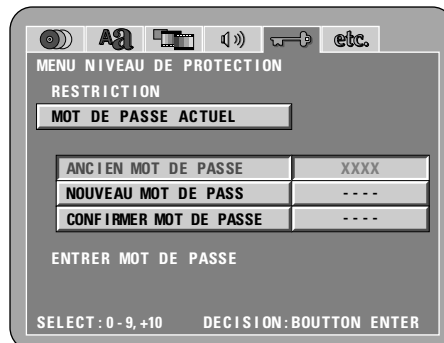 Aa etc.
MENU NIVEAU DE PROTECTION
RESTRICTION
MOT DE PASSE ACTUEL
ANCIEN MOT DE PASSE XXXX
NOUVEAU MOT DE PASS ----
CONFIRMER MOT DE PASSE ----
ENTRER MOT DE PASSE
SELECT:0-9,+10 DECISION:BOUTTON ENTER